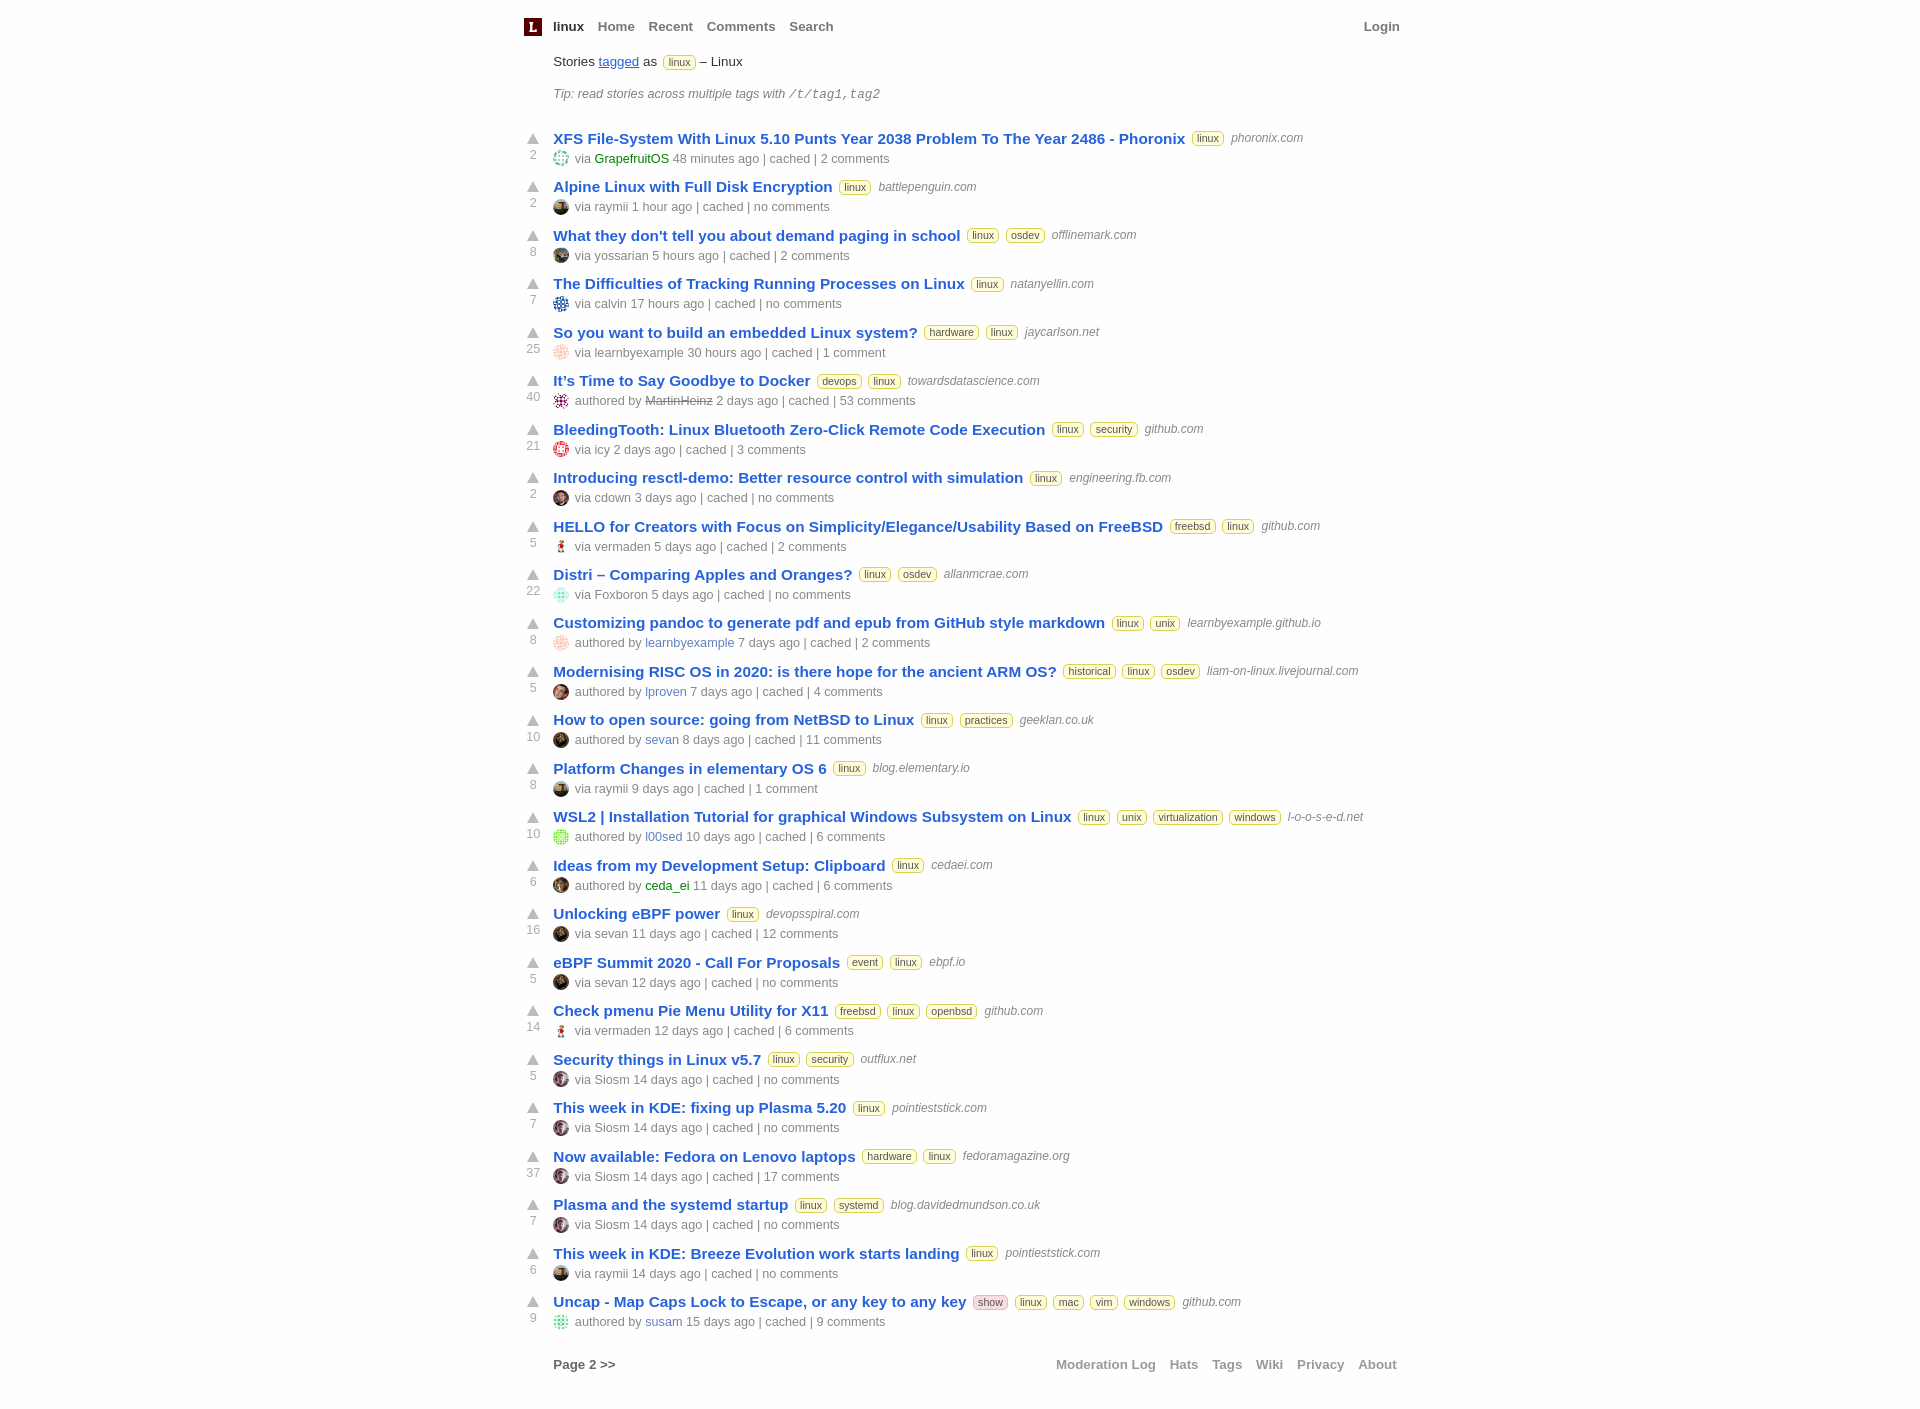 L linux Home Recent Comments Search Login
Stories tagged as linux – Linux
Tip: read stories across multiple tags with /t/tag1,tag2
XFS File-System With Linux 5.10 Punts Year 2038 Problem To The Year 2486 - Phoronix linux phoronix.com
2 via GrapefruitOS 48 minutes ago | cached | 2 comments
Alpine Linux with Full Disk Encryption linux battlepenguin.com
2 via raymii 1 hour ago | cached | no comments
What they don't tell you about demand paging in school linux osdev offlinemark.com
8 via yossarian 5 hours ago | cached | 2 comments
The Difficulties of Tracking Running Processes on Linux linux natanyellin.com
7 via calvin 17 hours ago | cached | no comments
So you want to build an embedded Linux system? hardware linux jaycarlson.net
25 via learnbyexample 30 hours ago | cached | 1 comment
It’s Time to Say Goodbye to Docker devops linux towardsdatascience.com
40 authored by MartinHeinz 2 days ago | cached | 53 comments
BleedingTooth: Linux Bluetooth Zero-Click Remote Code Execution linux security github.com
21 via icy 2 days ago | cached | 3 comments
Introducing resctl-demo: Better resource control with simulation linux engineering.fb.com
2 via cdown 3 days ago | cached | no comments
HELLO for Creators with Focus on Simplicity/Elegance/Usability Based on FreeBSD freebsd linux github.com
5 via vermaden 5 days ago | cached | 2 comments
Distri – Comparing Apples and Oranges? linux osdev allanmcrae.com
22 via Foxboron 5 days ago | cached | no comments
Customizing pandoc to generate pdf and epub from GitHub style markdown linux unix learnbyexample.github.io
8 authored by learnbyexample 7 days ago | cached | 2 comments
Modernising RISC OS in 2020: is there hope for the ancient ARM OS? historical linux osdev liam-on-linux.livejournal.com
5 authored by lproven 7 days ago | cached | 4 comments
How to open source: going from NetBSD to Linux linux practices geeklan.co.uk
10 authored by sevan 8 days ago | cached | 11 comments
Platform Changes in elementary OS 6 linux blog.elementary.io
8 via raymii 9 days ago | cached | 1 comment
WSL2 | Installation Tutorial for graphical Windows Subsystem on Linux linux unix virtualization windows l-o-o-s-e-d.net
10 authored by l00sed 10 days ago | cached | 6 comments
Ideas from my Development Setup: Clipboard linux cedaei.com
6 authored by ceda_ei 11 days ago | cached | 6 comments
Unlocking eBPF power linux devopsspiral.com
16 via sevan 11 days ago | cached | 12 comments
eBPF Summit 2020 - Call For Proposals event linux ebpf.io
5 via sevan 12 days ago | cached | no comments
Check pmenu Pie Menu Utility for X11 freebsd linux openbsd github.com
14 via vermaden 12 days ago | cached | 6 comments
Security things in Linux v5.7 linux security outflux.net
5 via Siosm 14 days ago | cached | no comments
This week in KDE: fixing up Plasma 5.20 linux pointieststick.com
7 via Siosm 14 days ago | cached | no comments
Now available: Fedora on Lenovo laptops hardware linux fedoramagazine.org
37 via Siosm 14 days ago | cached | 17 comments
Plasma and the systemd startup linux systemd blog.davidedmundson.co.uk
7 via Siosm 14 days ago | cached | no comments
This week in KDE: Breeze Evolution work starts landing linux pointieststick.com
6 via raymii 14 days ago | cached | no comments
Uncap - Map Caps Lock to Escape, or any key to any key show linux mac vim windows github.com
9 authored by susam 15 days ago | cached | 9 comments
Page 2 >> Moderation Log Hats Tags Wiki Privacy About